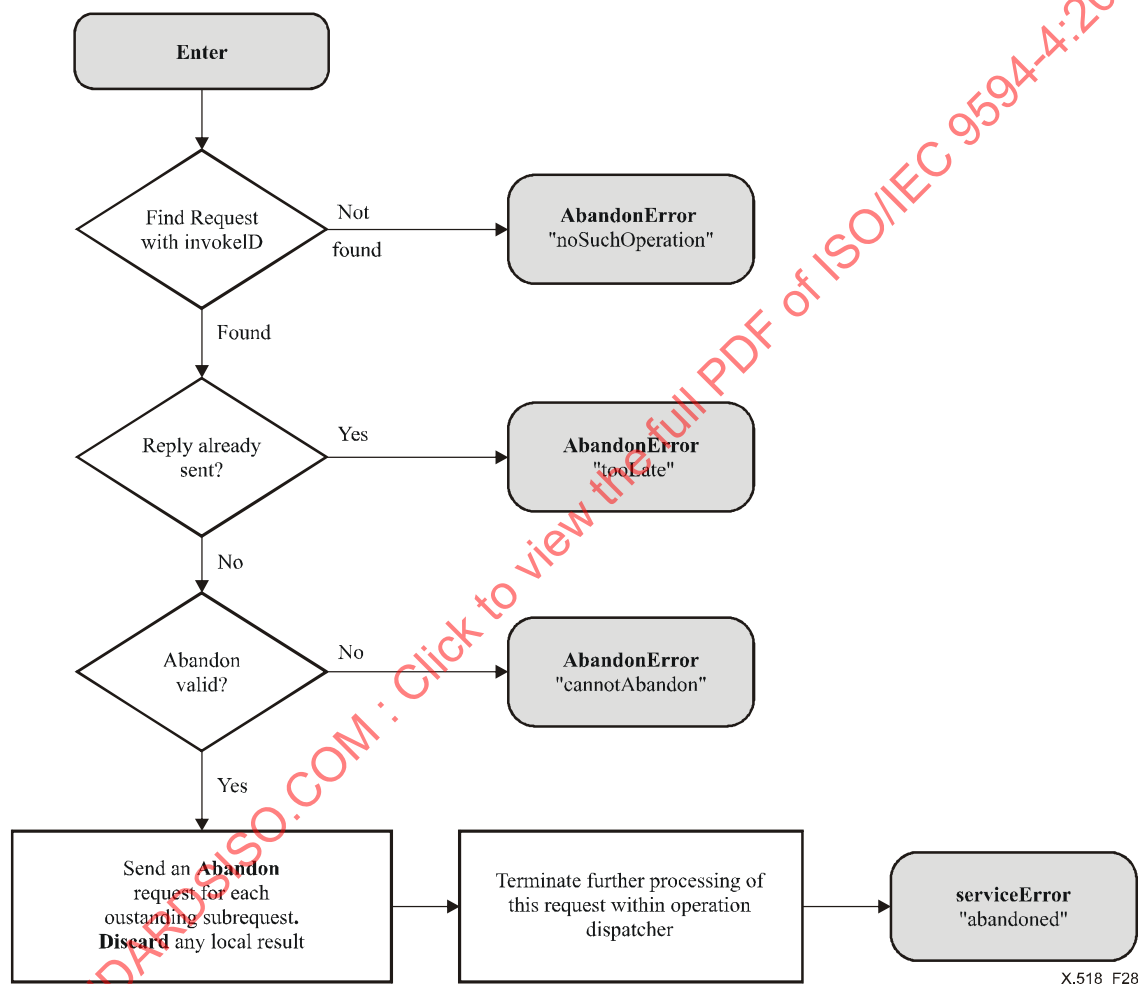 Enter
Find Request
with invokeID
Not
found
AbandonError
"noSuchOperation"
Found
Reply already
sent?
Yes
AbandonError
"tooLate"
No
Abandon
valid?
No
AbandonError
"cannotAbandon"
Yes
Send an Abandon
request for each
oustanding subrequest.
Discard any local result
Terminate further processing of
this request within operation
dispatcher
serviceError
"abandoned"
X.518_F28
DARDSISO.COM : Click to view the full PDF of ISO/IEC 9594-4:20